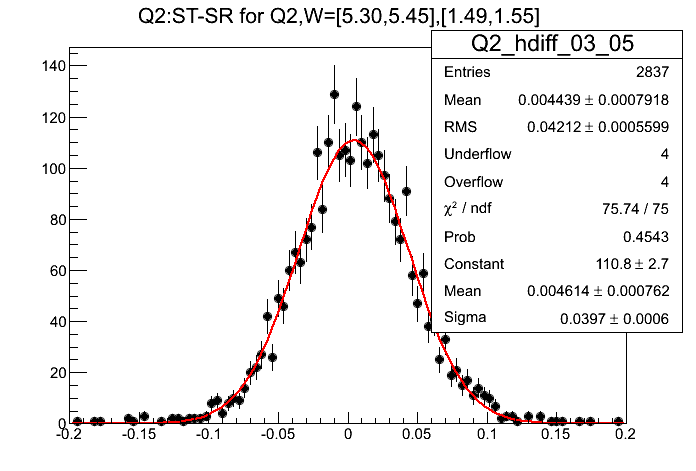 Q2:ST-SR for Q2,W=[5.30,5.45],[1.49,1.55]
Q2_hdiff_03_05
Entries 2837
Mean 0.004439 ± 0.0007918
RMS 0.04212 ± 0.0005599
Underflow 4
Overflow 4
χ² / ndf 75.74 / 75
Prob 0.4543
Constant 110.8 ± 2.7
Mean 0.004614 ± 0.000762
Sigma 0.0397 ± 0.0006
140
120
100
80
60
40
20
0
-0.2 -0.15 -0.1 -0.05 0 0.05 0.1 0.15 0.2